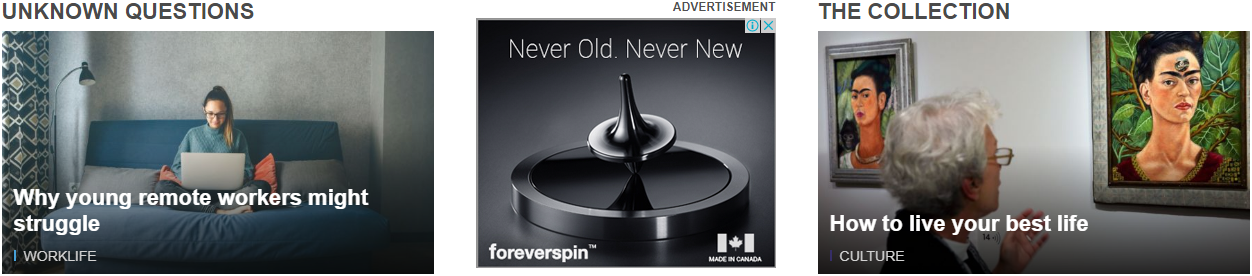 UNKNOWN QUESTIONS
Why young remote workers might
struggle
WORKLIFE
ADVERTISEMENT
Never Old. Never New
foreverspin™
MADE IN CANADA
THE COLLECTION
14
How to live your best life
CULTURE